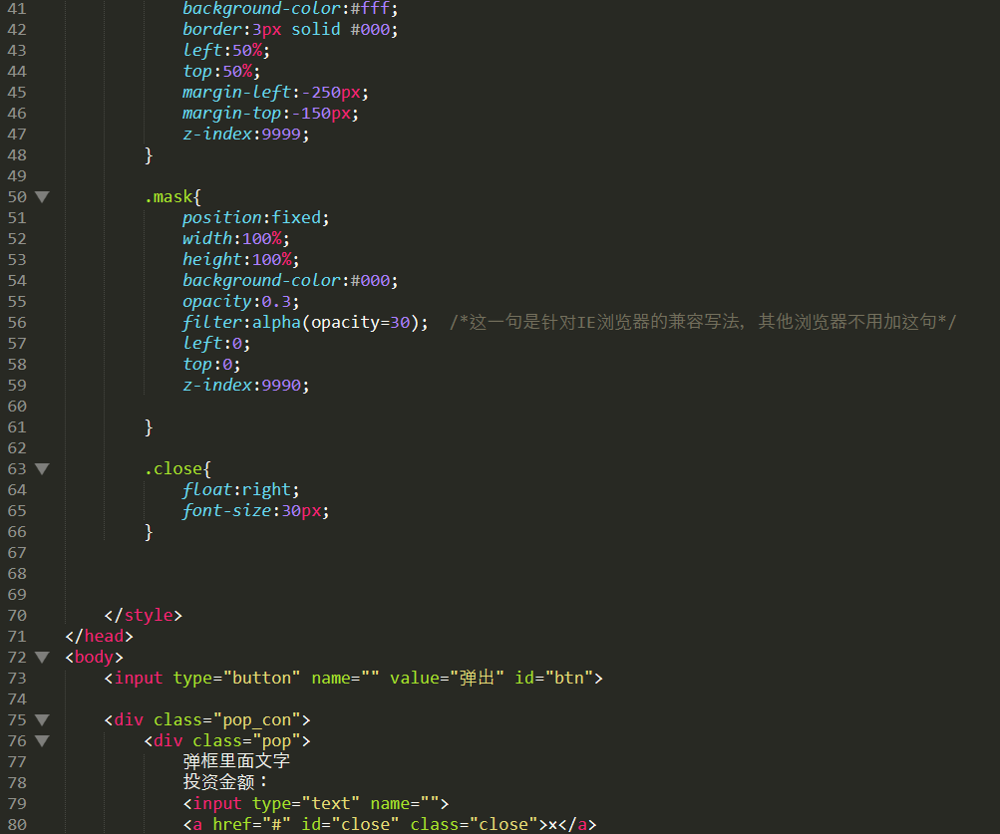 41 background-color:#fff;
42 border:3px solid #000;
43 left:50%;
44 top:50%;
45 margin-left:-250px;
46 margin-top:-150px;
47 z-index:9999;
48 }
49
50 .mask{
51 position:fixed;
52 width:100%;
53 height:100%;
54 background-color:#000;
55 opacity:0.3;
56 filter:alpha(opacity=30); /*这一句是针对IE浏览器的兼容写法, 其他浏览器不用加这句*/
57 left:0;
58 top:0;
59 z-index:9990;
60
61 }
62
63 .close{
64 float:right;
65 font-size:30px;
66 }
67
68
69
70 </style>
71 </head>
72 <body>
73 <input type="button" name="" value="弹出" id="btn">
74
75 <div class="pop_con">
76 <div class="pop">
77 弹框里面文字
78 投资金额：
79 <input type="text" name="">
80 <a href="#" id="close" class="close">×</a>